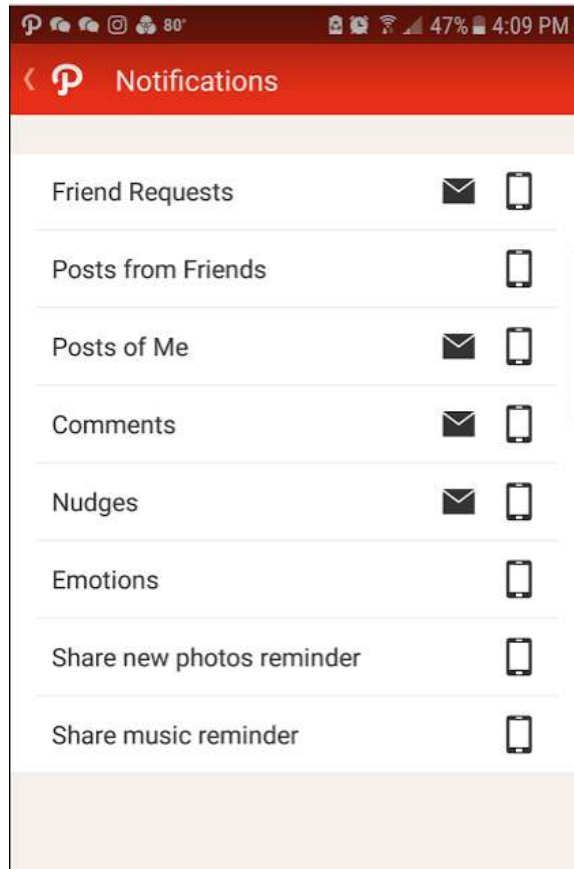 80°
47% 4:09 PM
Notifications
Friend Requests
Posts from Friends
Posts of Me
Comments
Nudges
Emotions
Share new photos reminder
Share music reminder